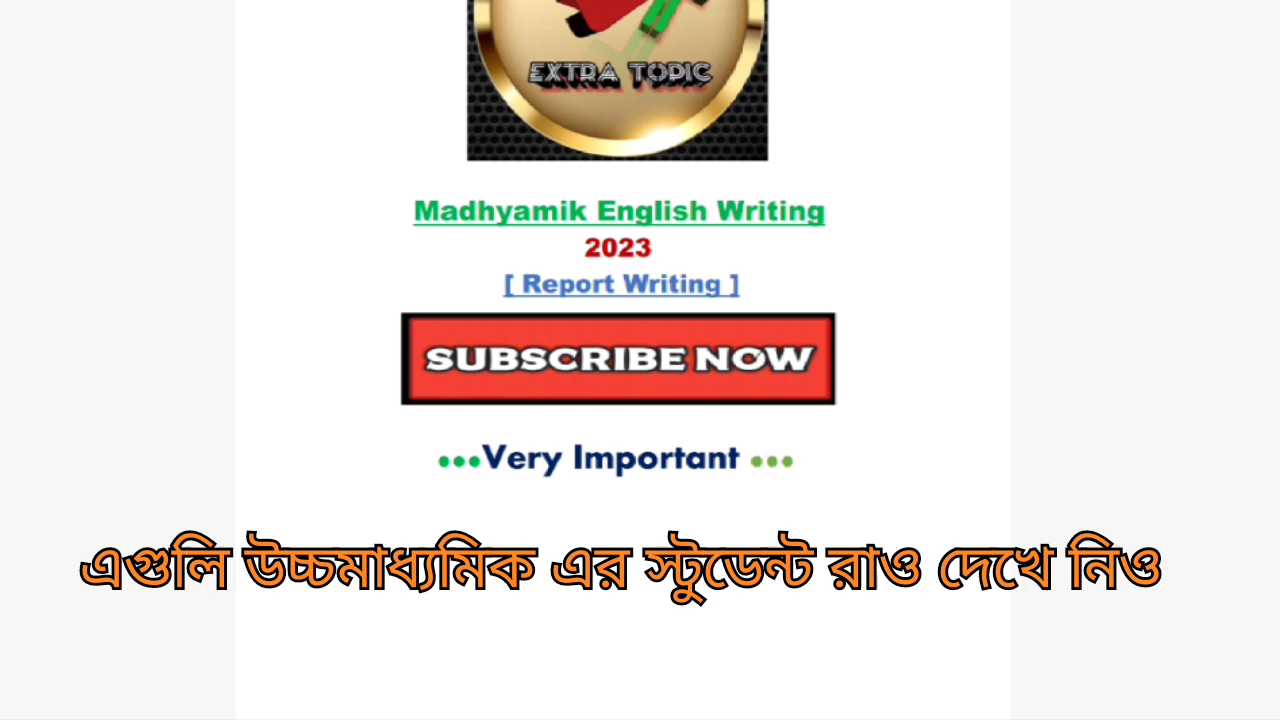 EXTRA TOPIC
Madhyamik English Writing
2023
[ Report Writing ]
SUBSCRIBE NOW
•••Very Important •••
এগুলি উচ্চমাধ্যমিক এর স্টুডেন্ট রাও দেখে নিও